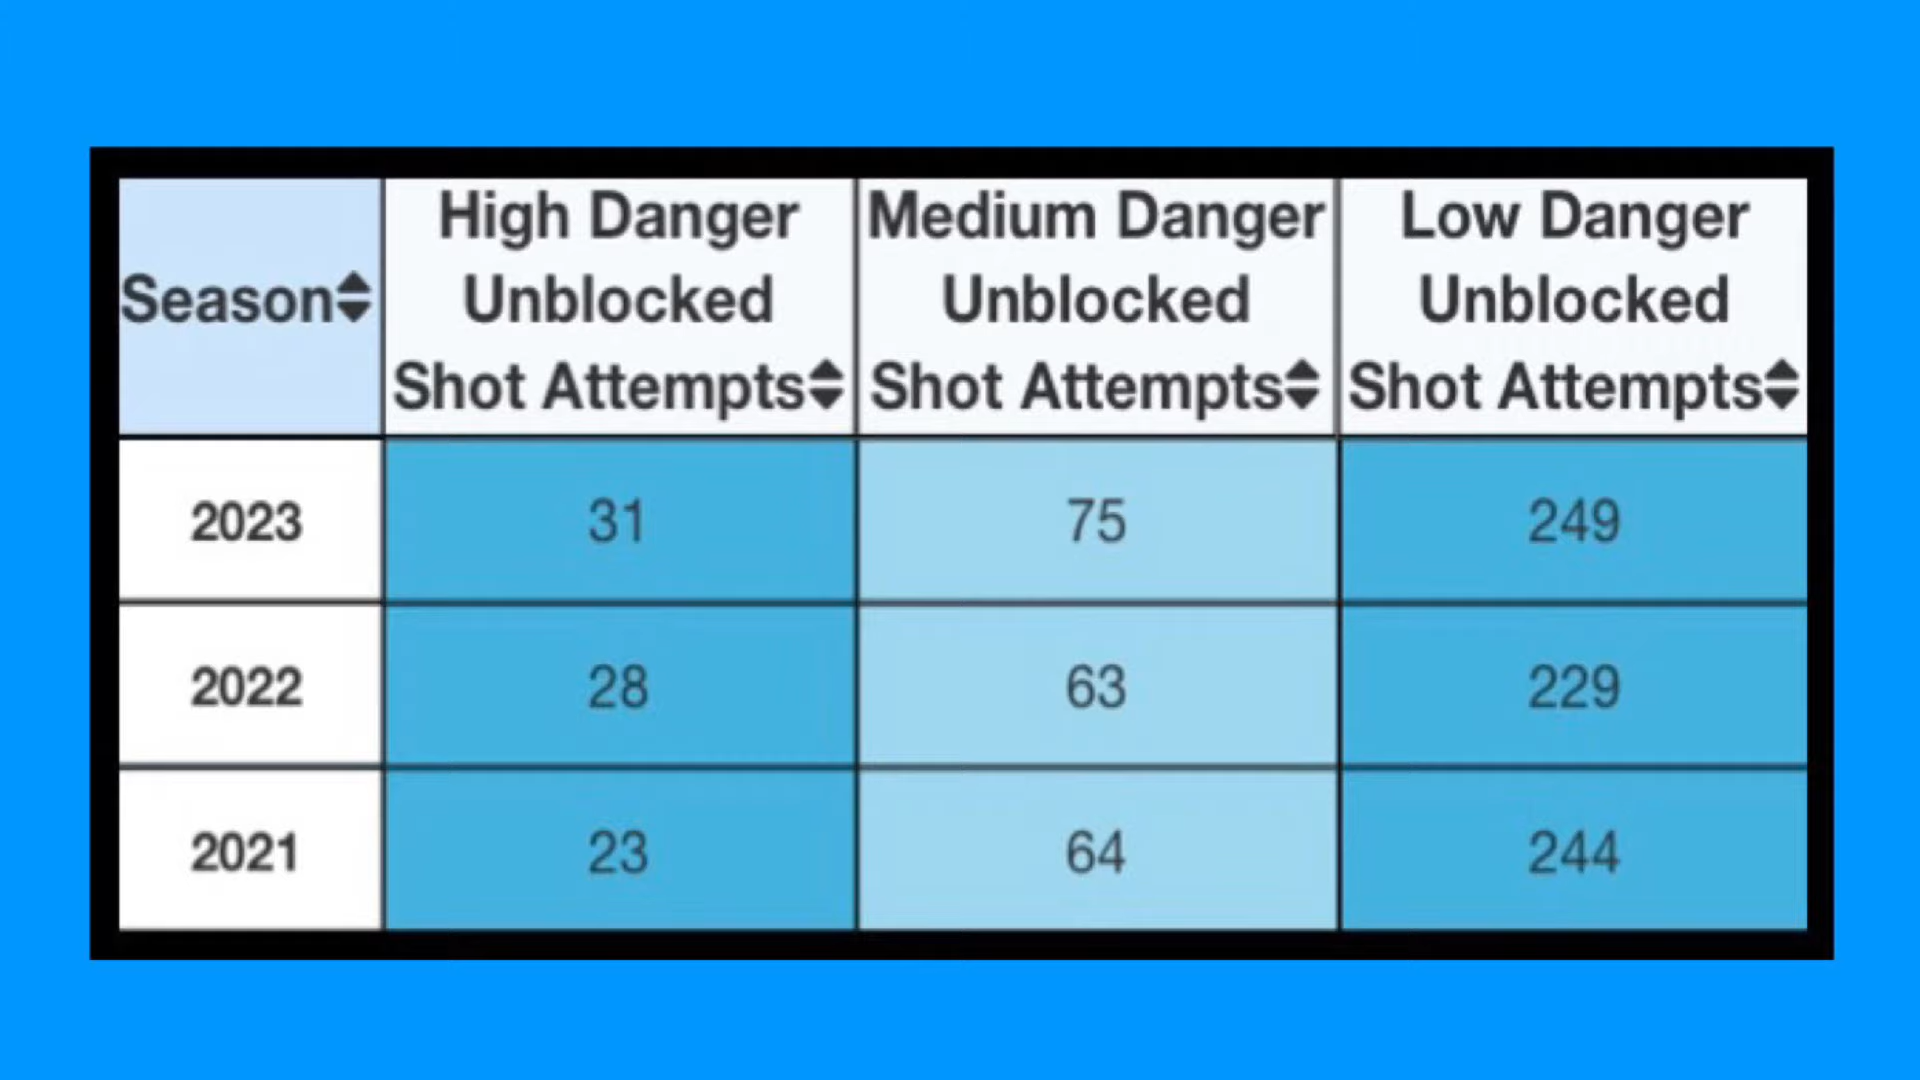 Season
High Danger
Unblocked
Shot Attempts
Medium Danger
Unblocked
Shot Attempts
Low Danger
Unblocked
Shot Attempts
2023 31 75 249
2022 28 63 229
2021 23 64 244